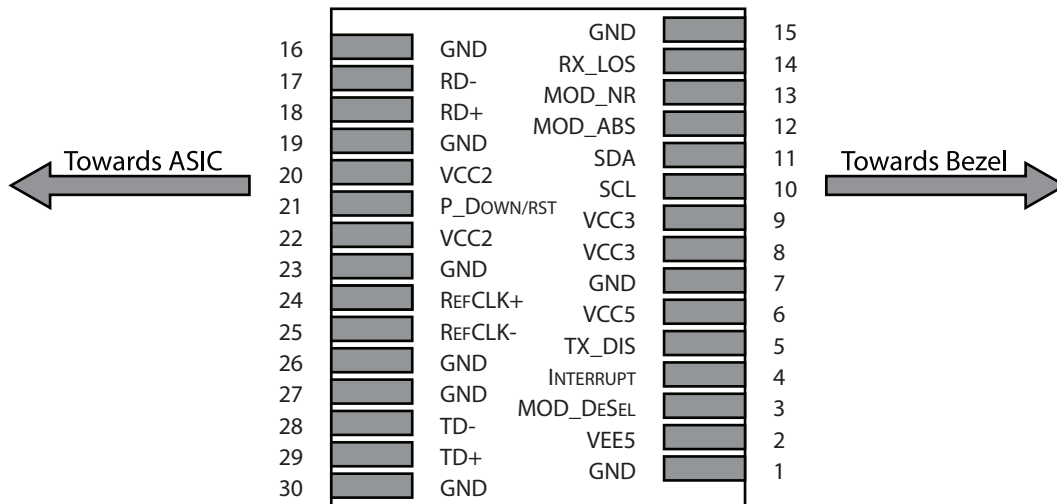 GND 15
16 GND
RX_LOS 14
17 RD-
MOD_NR 13
18 RD+
MOD_ABS 12
19 GND
Towards ASIC
SDA 11
Towards Bezel
20 VCC2
SCL 10
21 P_DOWN/RST
VCC3 9
22 VCC2
VCC3 8
23 GND
GND 7
24 REFCLK+
VCC5 6
25 REFCLK-
TX_DIS 5
26 GND
INTERRUPT 4
27 GND
MOD_DESEL 3
28 TD-
VEE5 2
29 TD+
GND 1
30 GND